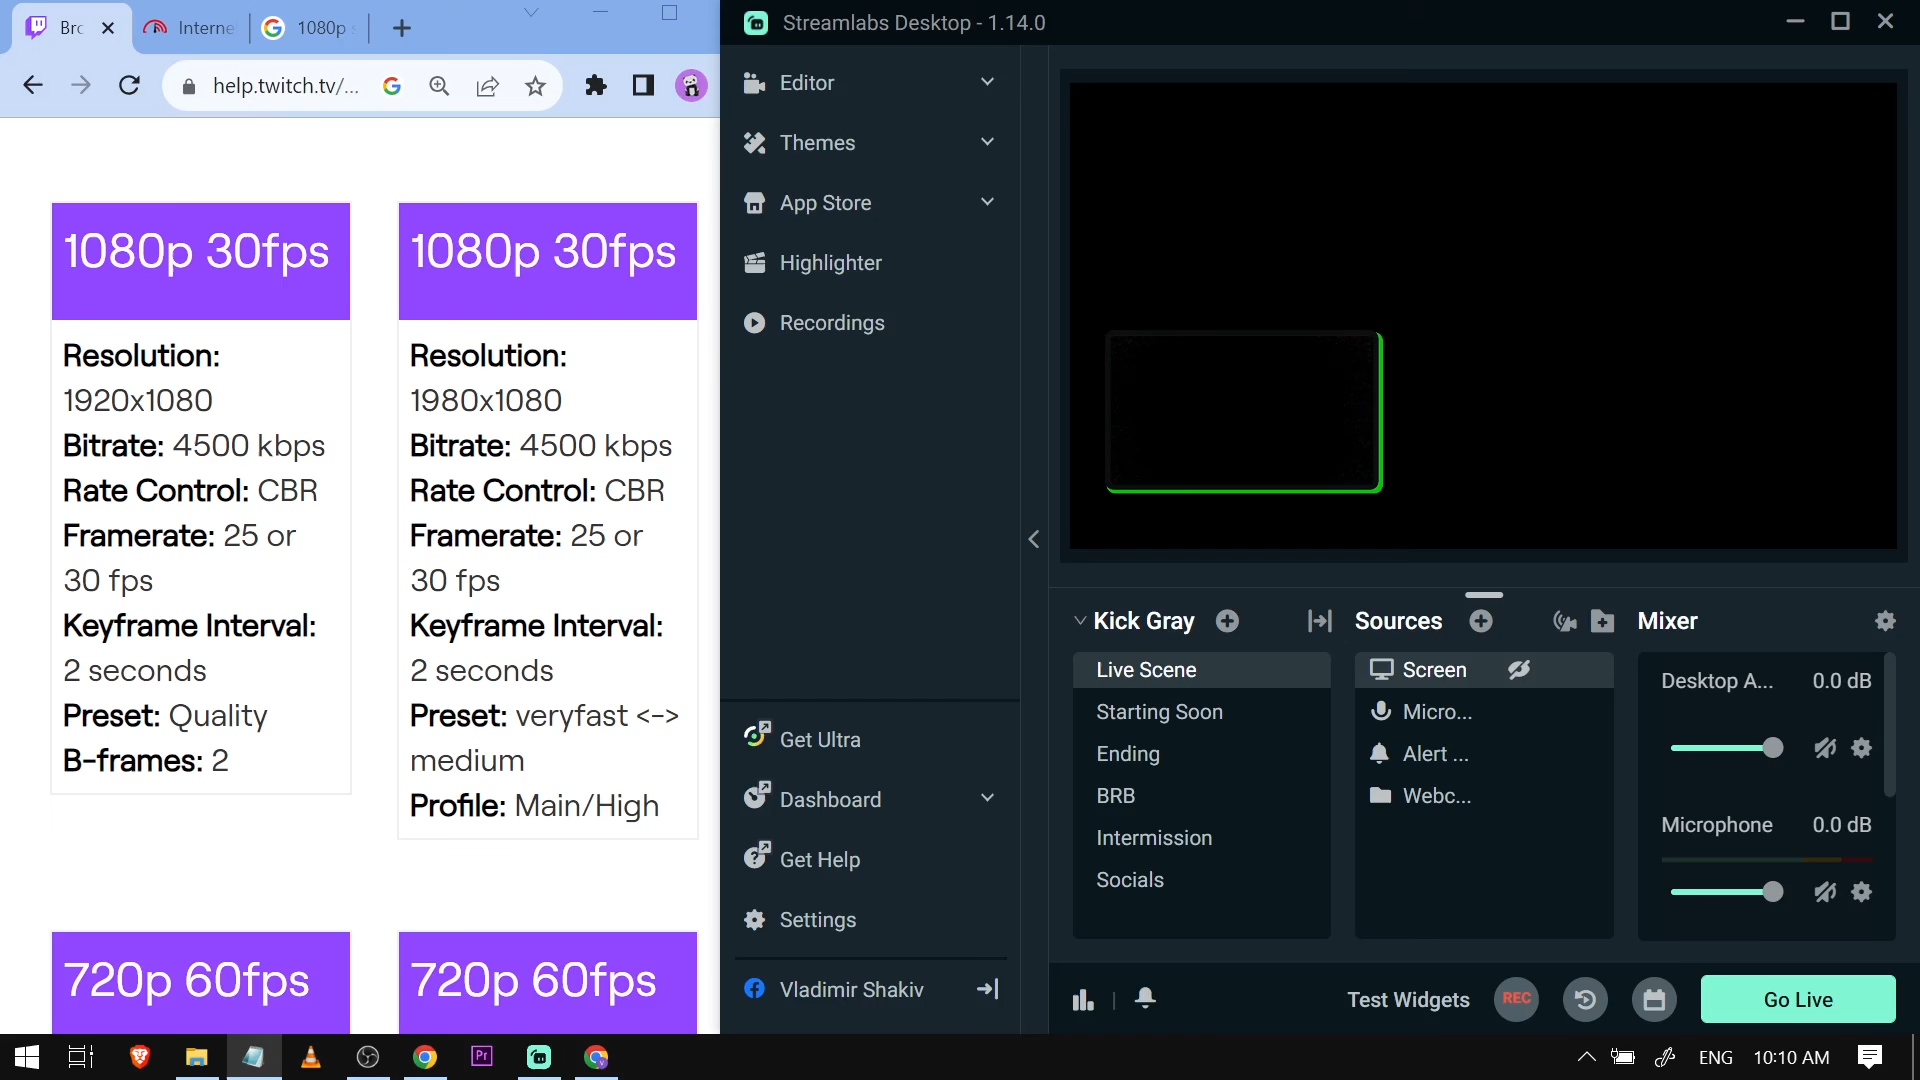 Brc
Interne
1080p s
Streamlabs Desktop - 1.14.0
help.twitch.tv/...
1080p 30fps
Resolution:
1920x1080
Bitrate: 4500 kbps
Rate Control: CBR
Framerate: 25 or
30 fps
Keyframe Interval:
2 seconds
Preset: Quality
B-frames: 2
1080p 30fps
Resolution:
1980x1080
Bitrate: 4500 kbps
Rate Control: CBR
Framerate: 25 or
30 fps
Keyframe Interval:
2 seconds
Preset: veryfast <->
medium
Profile: Main/High
720p 60fps
720p 60fps
Editor
Themes
App Store
Highlighter
Recordings
Get Ultra
Dashboard
Get Help
Settings
Vladimir Shakiv
Kick Gray
Live Scene
Starting Soon
Ending
BRB
Intermission
Socials
Sources
Screen
Micro...
Alert ...
Webc...
Mixer
Desktop A... 0.0 dB
Microphone 0.0 dB
Test Widgets
REC
Go Live
Pr
ENG
10:10 AM